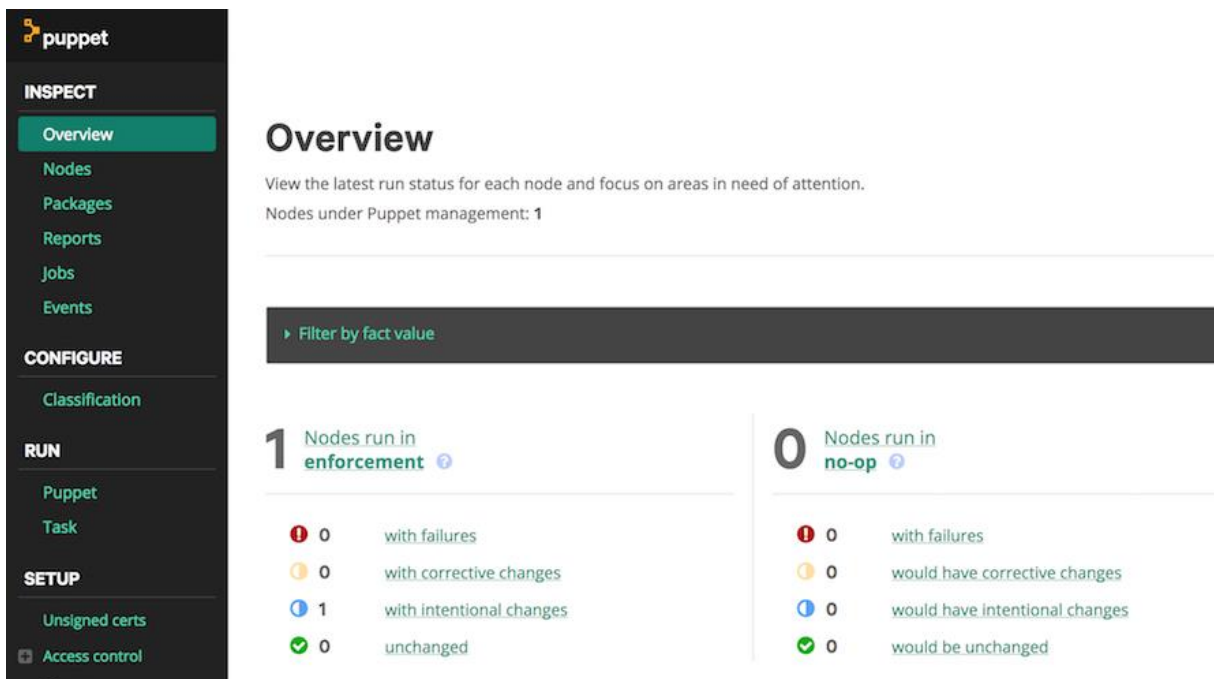 puppet
INSPECT
Overview
Nodes
Packages
Reports
Jobs
Events
CONFIGURE
Classification
RUN
Puppet
Task
SETUP
Unsigned certs
Access control
Overview
View the latest run status for each node and focus on areas in need of attention.
Nodes under Puppet management: 1
Filter by fact value
1 Nodes run in
enforcement ?
0 with failures
0 with corrective changes
1 with intentional changes
0 unchanged
0 Nodes run in
no-op ?
0 with failures
0 would have corrective changes
0 would have intentional changes
0 would be unchanged